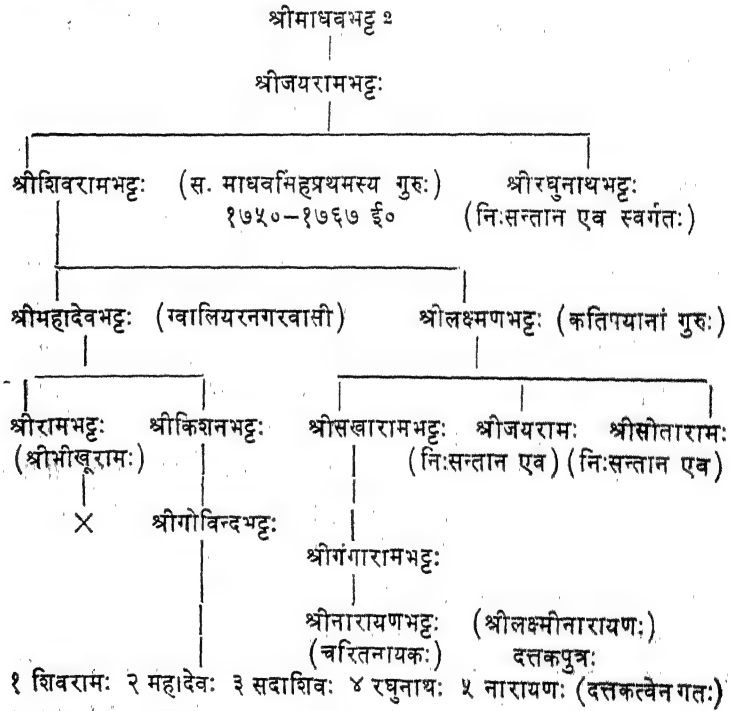 श्रीमाधवभट्ट २
श्रीजयरामभट्टः
श्रीशिवरामभट्टः (स. माधवसिंहप्रथमस्य गुरुः) श्रीरघुनाथभट्टः
१७५०–१७६७ ई० (निःसन्तान एव स्वर्गतः)
श्रीमहादेवभट्टः (ग्वालियरनगरवासी) श्रीलक्ष्मणभट्टः (कतिपयानां गुरुः)
श्रीरामभट्टः श्रीकिशनभट्टः श्रीसखारामभट्टः श्रीजयरामः श्रीसीतारामः
(श्रीभीखूरामः) (निःसन्तान एव) (निःसन्तान एव)
× श्रीगोविन्दभट्टः
श्रीगंगारामभट्टः
श्रीनारायणभट्टः (श्रीलक्ष्मीनारायणः)
(चरितनायकः) दत्तकपुत्रः
१ शिवरामः २ महादेवः ३ सदाशिवः ४ रघुनाथः ५ नारायणः (दत्तकत्वेन गतः)